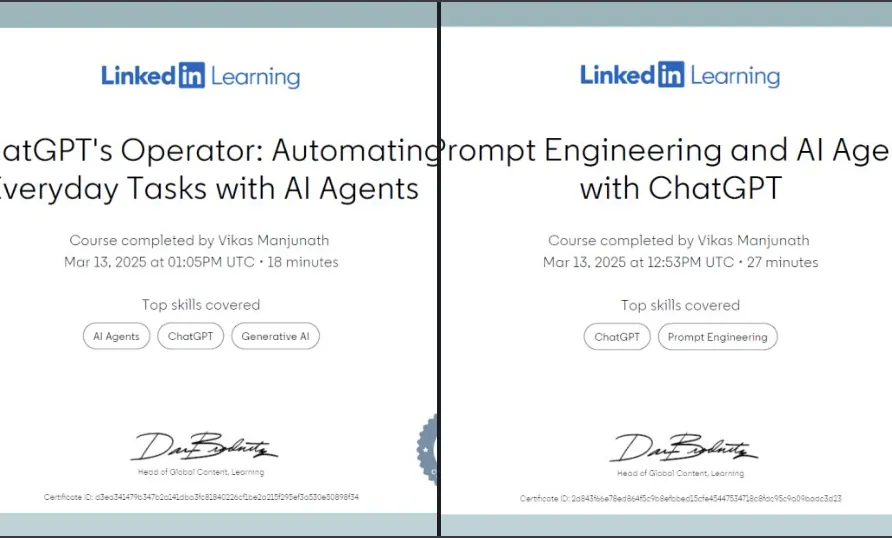 LinkedIn Learning
atGPT's Operator: Automating
Everyday Tasks with AI Agents
Course completed by Vikas Manjunath
Mar 13, 2025 at 01:05PM UTC • 18 minutes
Top skills covered
AI Agents
ChatGPT
Generative AI
Head of Global Content, Learning
LinkedIn Learning
Prompt Engineering and AI Age
with ChatGPT
Course completed by Vikas Manjunath
Mar 13, 2025 at 12:53PM UTC • 27 minutes
Top skills covered
ChatGPT
Prompt Engineering
Head of Global Content, Learning
Certificate ID: